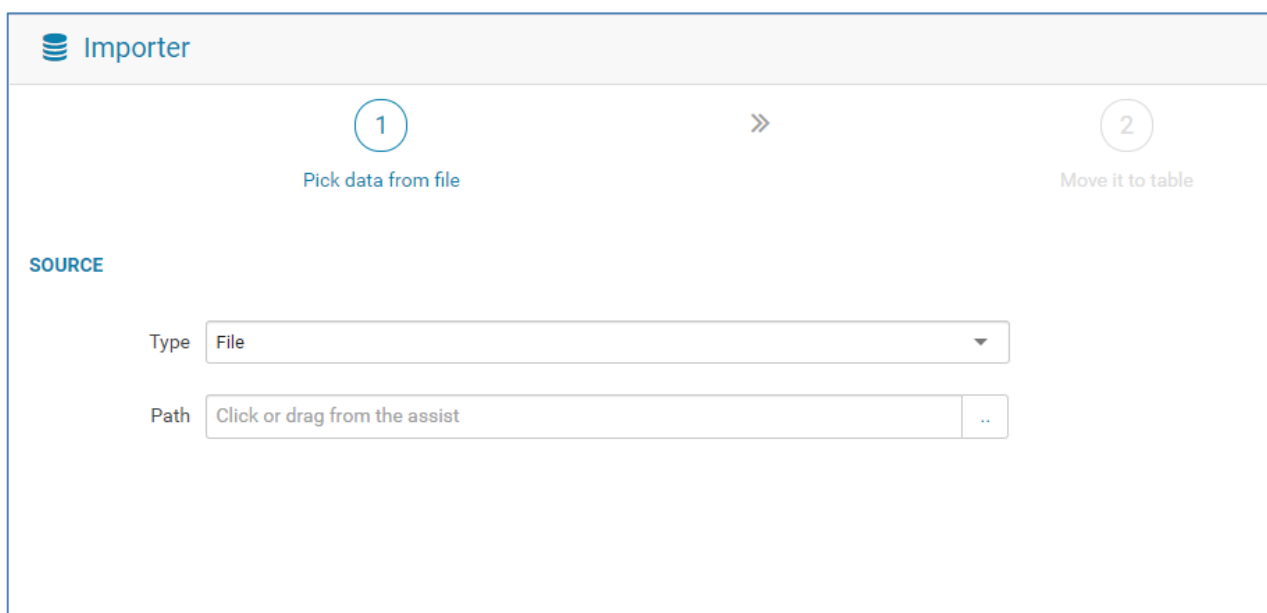 Importer
1
2
Pick data from file
Move it to table
SOURCE
Type File
Path Click or drag from the assist ..